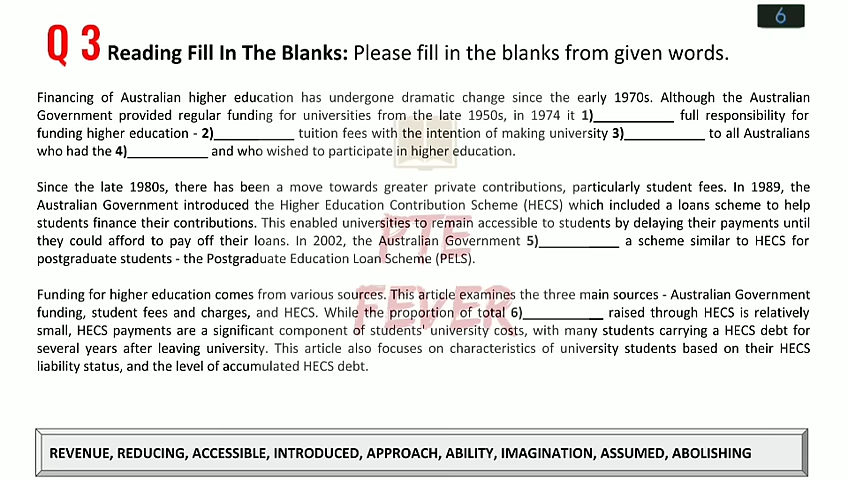 6
Q 3 Reading Fill In The Blanks: Please fill in the blanks from given words.
Financing of Australian higher education has undergone dramatic change since the early 1970s. Although the Australian
Government provided regular funding for universities from the late 1950s, in 1974 it 1)__________ full responsibility for
funding higher education - 2)__________ tuition fees with the intention of making university 3)__________ to all Australians
who had the 4)__________ and who wished to participate in higher education.
Since the late 1980s, there has been a move towards greater private contributions, particularly student fees. In 1989, the
Australian Government introduced the Higher Education Contribution Scheme (HECS) which included a loans scheme to help
students finance their contributions. This enabled universities to remain accessible to students by delaying their payments until
they could afford to pay off their loans. In 2002, the Australian Government 5)__________ a scheme similar to HECS for
postgraduate students - the Postgraduate Education Loan Scheme (PELS).
Funding for higher education comes from various sources. This article examines the three main sources - Australian Government
funding, student fees and charges, and HECS. While the proportion of total 6)__________ raised through HECS is relatively
small, HECS payments are a significant component of students' university costs, with many students carrying a HECS debt for
several years after leaving university. This article also focuses on characteristics of university students based on their HECS
liability status, and the level of accumulated HECS debt.
PTE
FEVER
REVENUE, REDUCING, ACCESSIBLE, INTRODUCED, APPROACH, ABILITY, IMAGINATION, ASSUMED, ABOLISHING